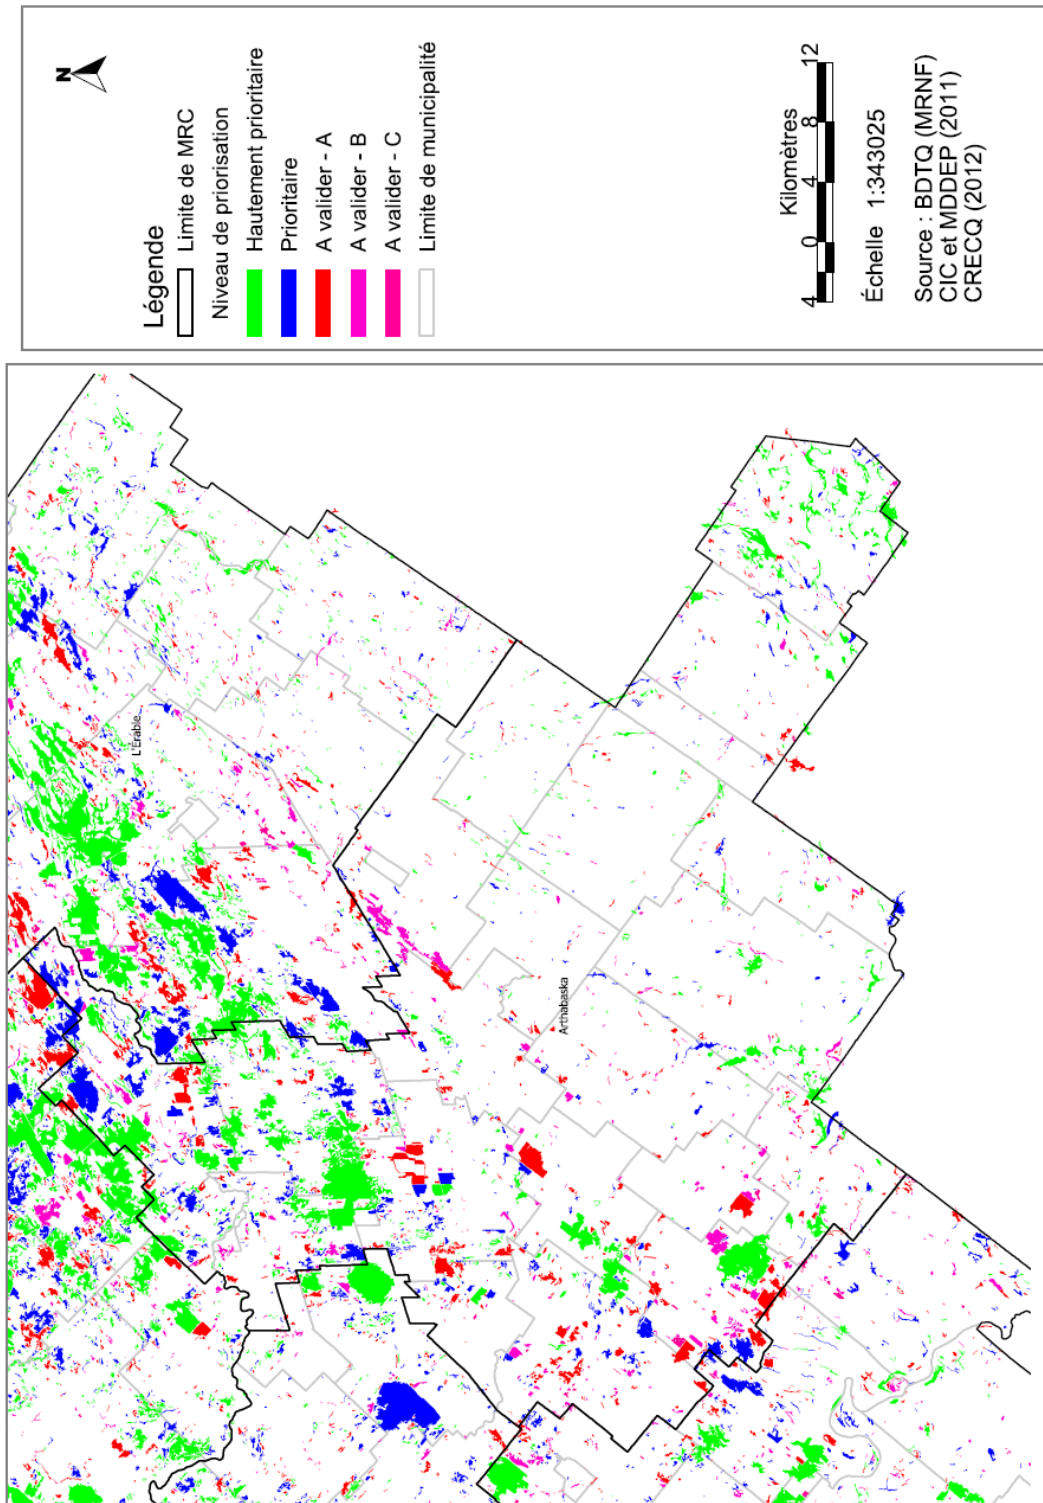 N
Légende
Limite de MRC
Niveau de priorisation
Hautement prioritaire
Prioritaire
A valider - A
A valider - B
A valider - C
Limite de municipalité
Kilomètres
4 0 4 8 12
Échelle 1:343025
Source : BDTQ (MRNF)
CIC et MDDEP (2011)
CRECQ (2012)
L'Érable
Arthabaska